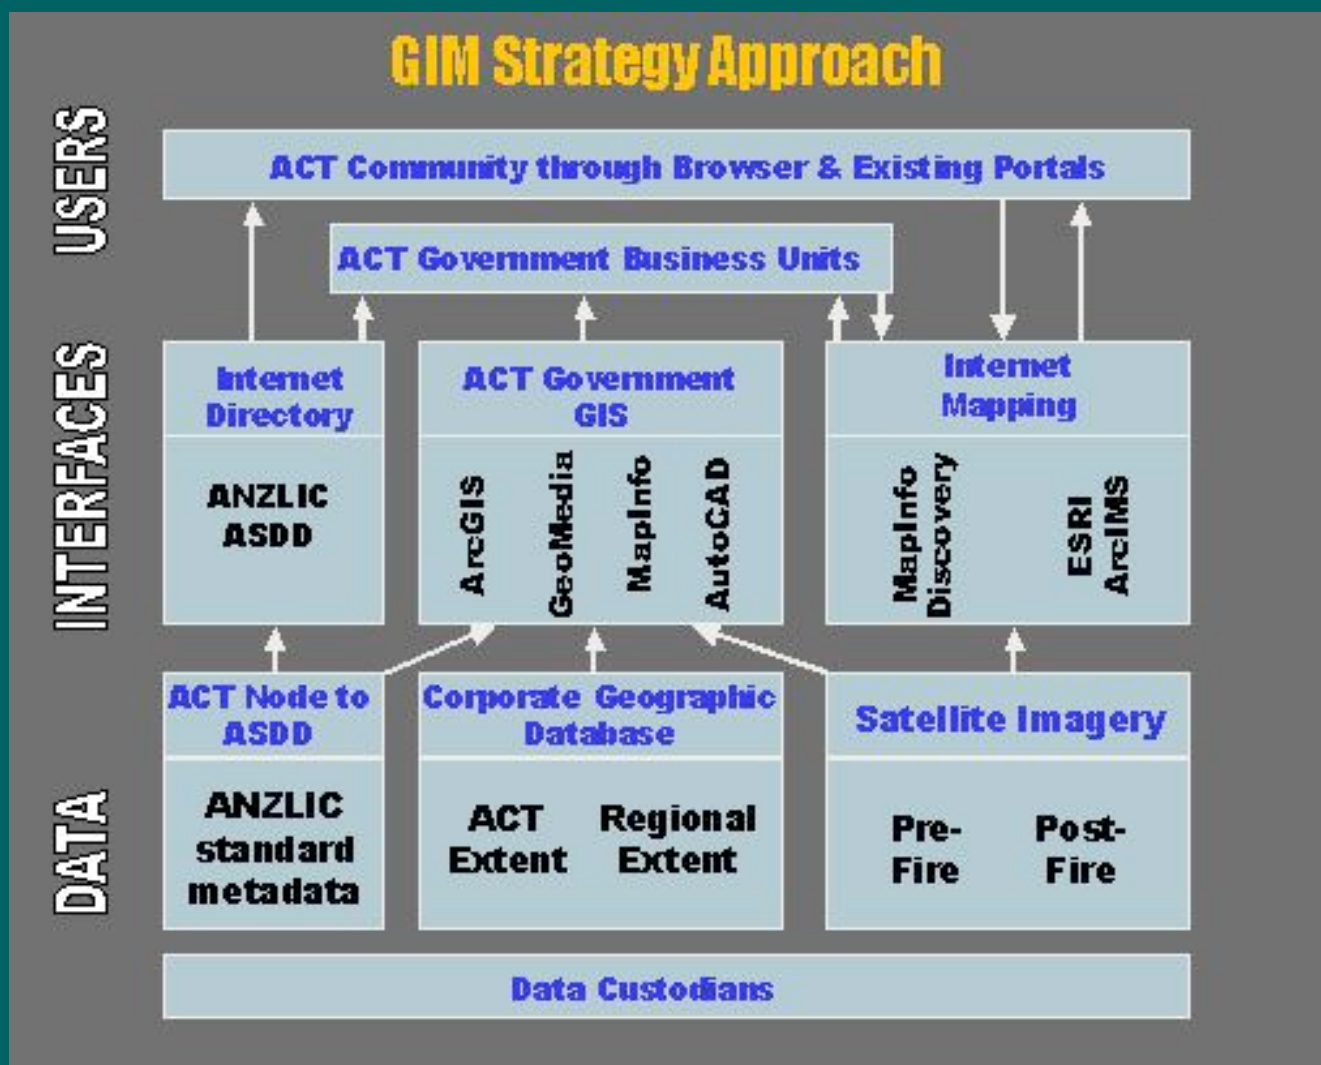 GIM Strategy Approach
USERS
ACT Community through Browser & Existing Portals
ACT Government Business Units
INTERFACES
Internet
Directory
ANZLIC
ASDD
ACT Government
GIS
ArcGIS
GeoMedia
MapInfo
AutoCAD
Internet
Mapping
MapInfo
Discovery
ESRI
ArcIMS
DATA
ACT Node to
ASDD
ANZLIC
standard
metadata
Corporate Geographic
Database
ACT
Extent
Regional
Extent
Satellite Imagery
Pre-
Fire
Post-
Fire
Data Custodians